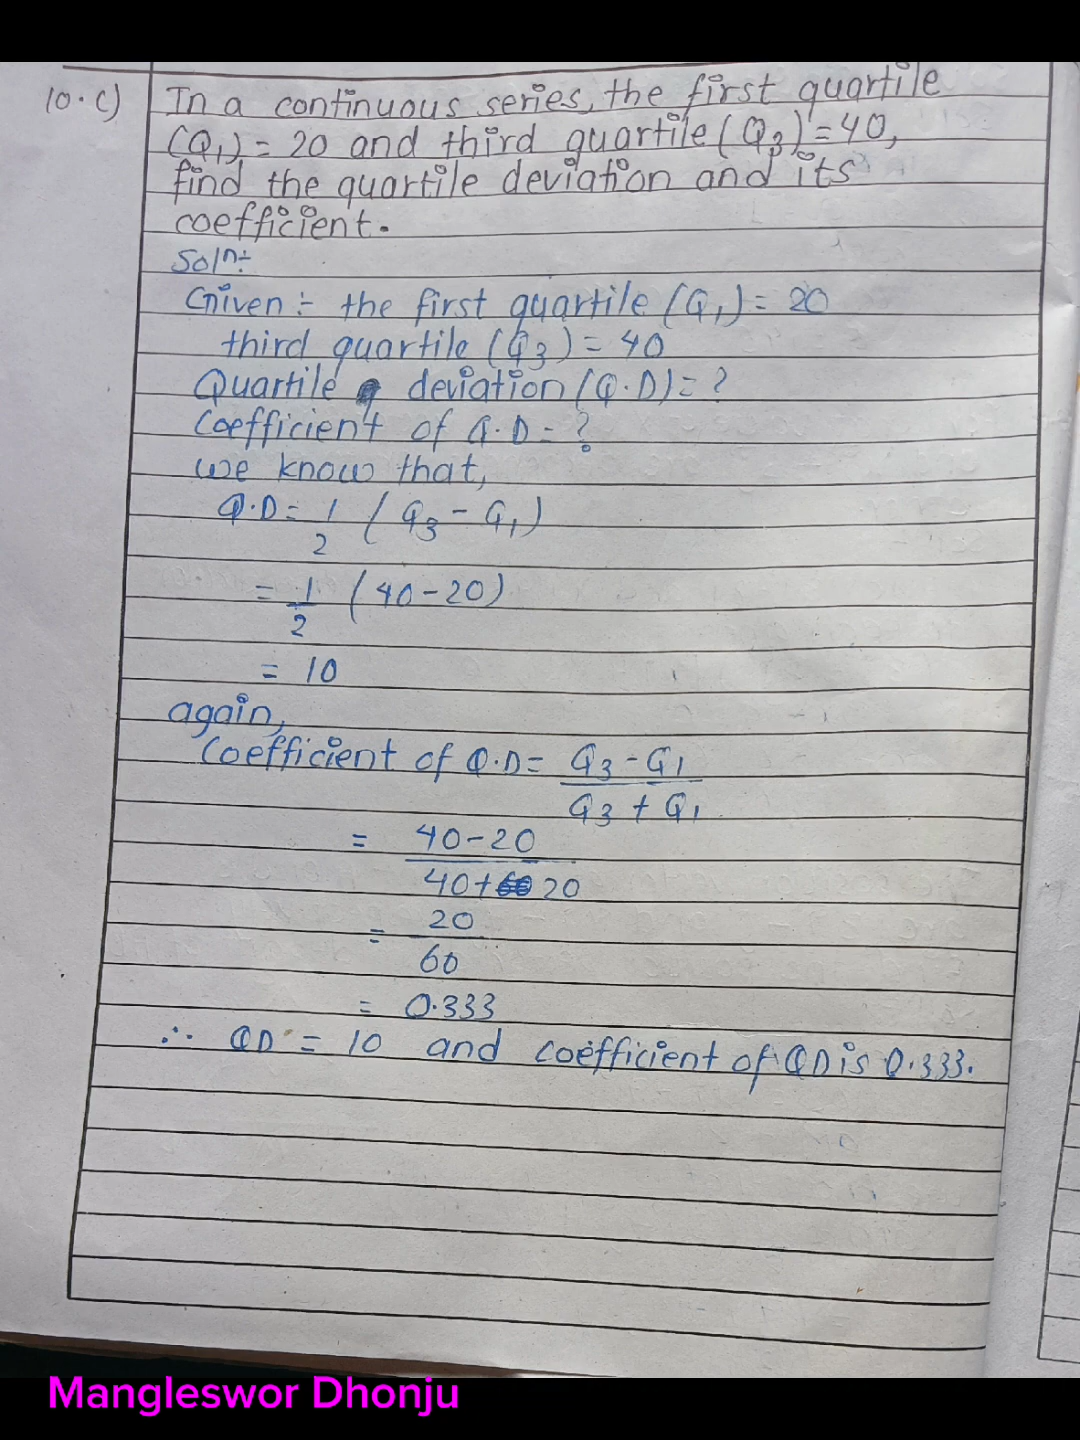 10.c) In a continuous series, the first quartile
(Q₁) = 20 and third quartile (Q₃) = 40,
find the quartile deviation and its
coefficient.
Solⁿ:-
Given :- the first quartile (Q₁) = 20
third quartile (Q₃) = 40
Quartile deviation (Q.D) = ?
Coefficient of Q.D = ?
we know that,
Q.D = 1/2 (Q₃ - Q₁)
= 1/2 (40 - 20)
= 10
again,
Coefficient of Q.D = Q₃ - Q₁ / Q₃ + Q₁
= 40 - 20 / 40 + 20
= 20 / 60
= 0.333
∴ QD = 10 and coefficient of QD is 0.333.
Mangleswor Dhonju